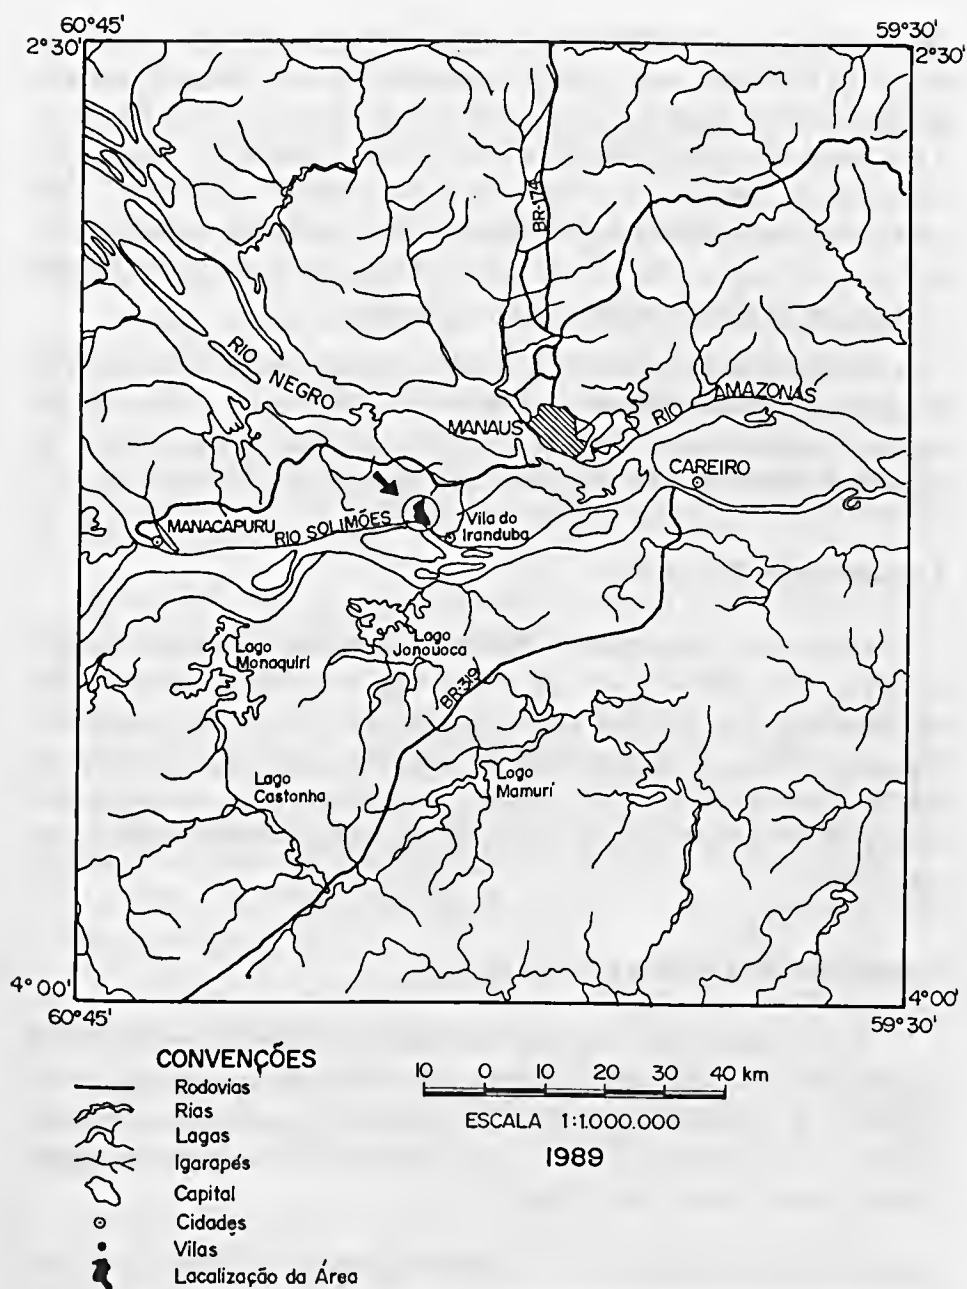 60°45'
59°30'
2°30'
2°30'
BR-174
RIO NEGRO
RIO AMAZONAS
MANAUS
CAREIRO
MANACAPURU
RIO SOLIMÕES
Vila do
Iranduba
Lago
Monaquiri
Lago
Janauoca
BR-319
Lago
Castonha
Lago
Mamurí
4°00'
4°00'
60°45'
59°30'
CONVENÇÕES
Rodovias
Rias
Lagas
Igarapés
Capital
Cidades
Vilas
Localização da Área
10 0 10 20 30 40 km
ESCALA 1:1.000.000
1989